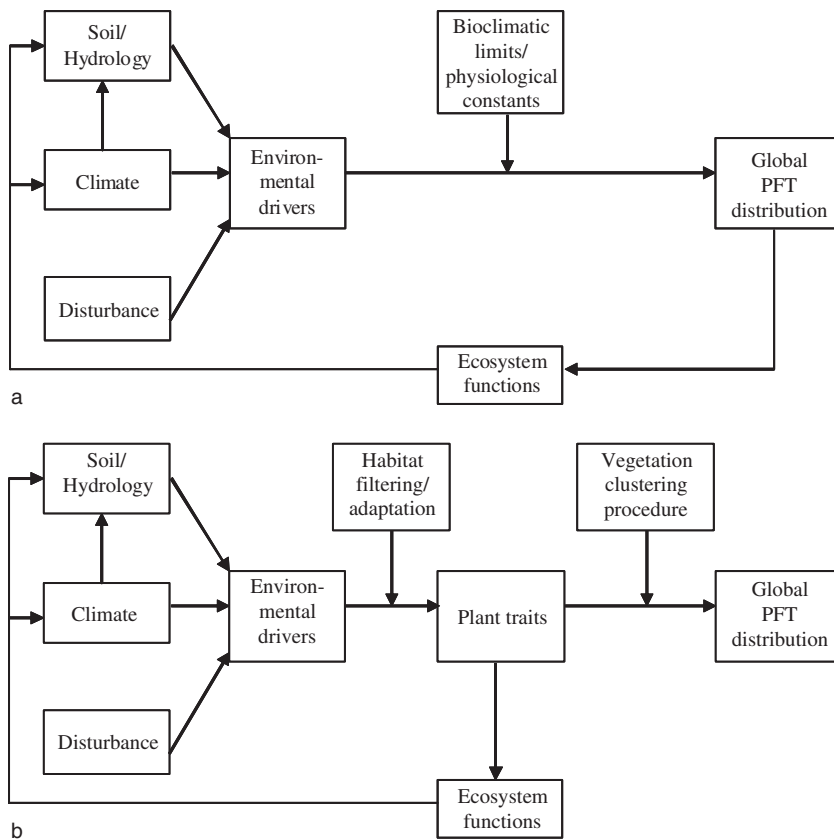 Soil/
Hydrology
Bioclimatic
limits/
physiological
constants
Climate
Environ-
mental
drivers
Global
PFT
distribution
Disturbance
Ecosystem
functions
a
Soil/
Hydrology
Habitat
filtering/
adaptation
Vegetation
clustering
procedure
Climate
Environ-
mental
drivers
Plant traits
Global
PFT
distribution
Disturbance
Ecosystem
functions
b